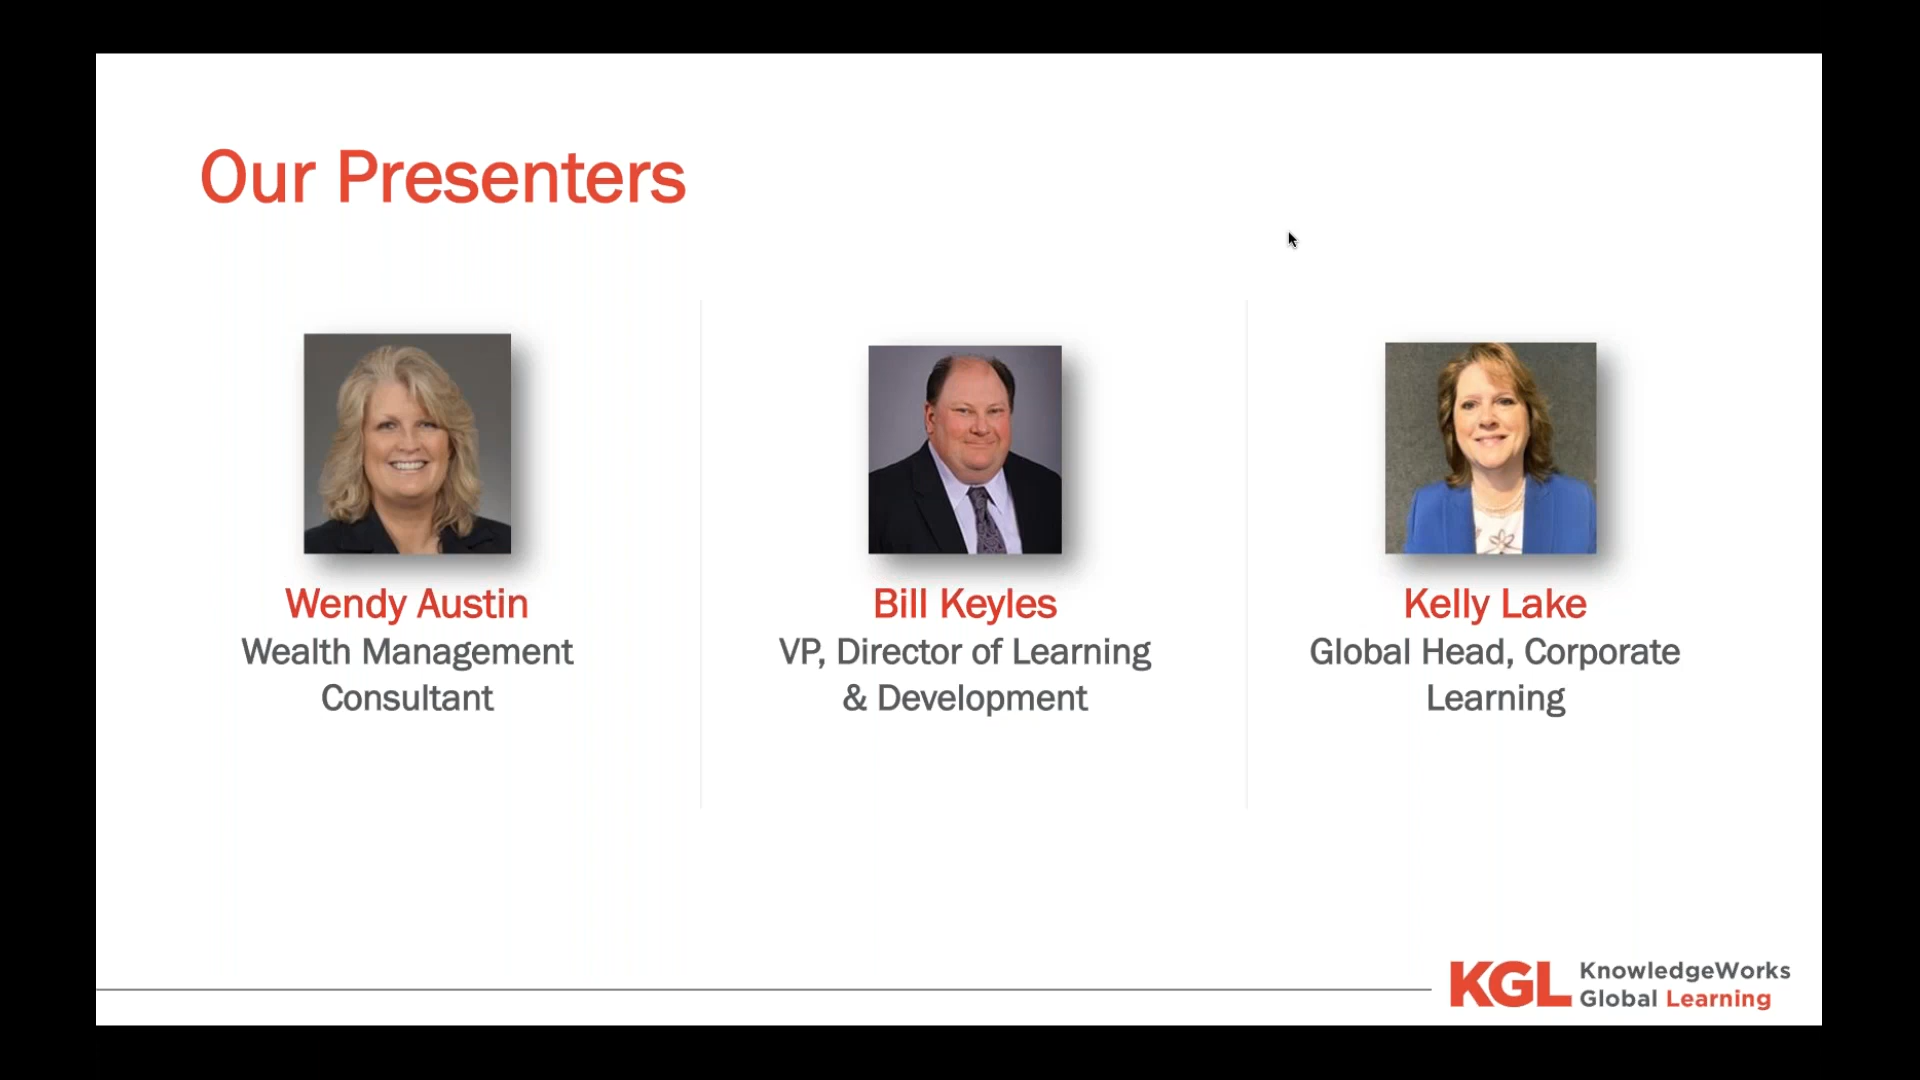 Our Presenters
Wendy Austin
Wealth Management
Consultant
Bill Keyles
VP, Director of Learning
& Development
Kelly Lake
Global Head, Corporate
Learning
KGL KnowledgeWorks
Global Learning